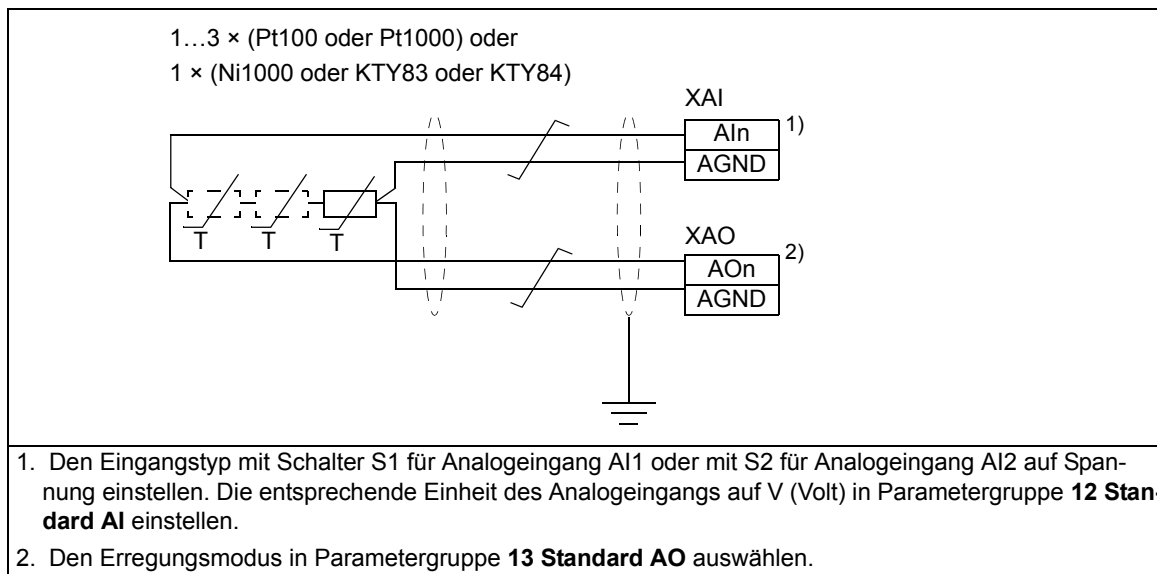 1…3 × (Pt100 oder Pt1000) oder
1 × (Ni1000 oder KTY83 oder KTY84)
XAI
AIn 1)
AGND
T T T
XAO
AOn 2)
AGND
1. Den Eingangstyp mit Schalter S1 für Analogeingang AI1 oder mit S2 für Analogeingang AI2 auf Span-
nung einstellen. Die entsprechende Einheit des Analogeingangs auf V (Volt) in Parametergruppe 12 Stan-
dard AI einstellen.
2. Den Erregungsmodus in Parametergruppe 13 Standard AO auswählen.